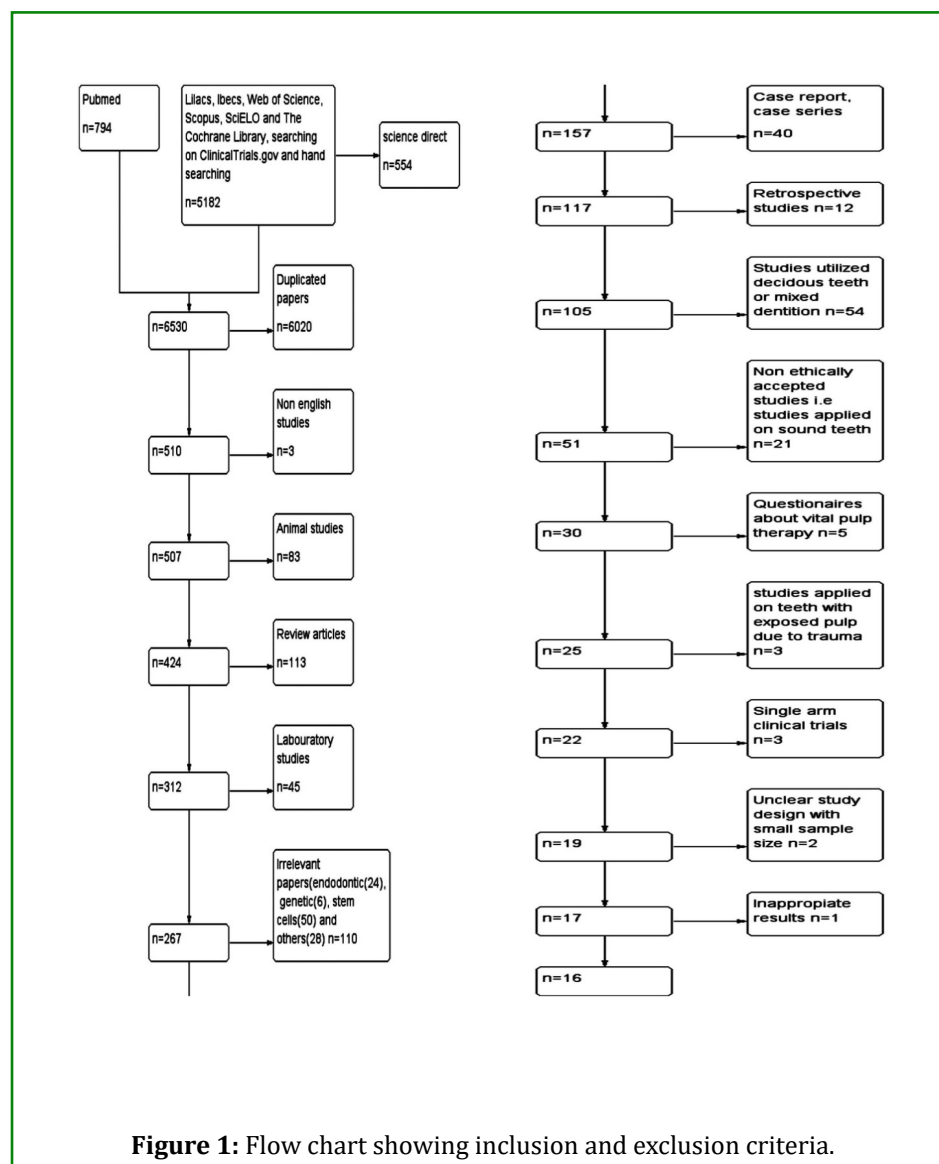 Pubmed
n=794
Lilacs, Ibecs, Web of Science,
Scopus, SciELO and The
Cochrane Library, searching
on ClinicalTrials.gov and hand
searching
n=5182
science direct
n=554
Duplicated
papers
n=6020
n=6530
Non english
studies
n=3
n=510
Animal studies
n=83
n=507
Review articles
n=113
n=424
Labouratory
studies
n=45
n=312
Irrelevant
papers(endodontic(24),
genetic(6), stem
cells(50) and
others(28) n=110
n=267
Case report,
case series
n=40
n=157
Retrospective
studies n=12
n=117
Studies utilized
decidous teeth
or mixed
dentition n=54
n=105
Non ethically
accepted
studies i.e
studies applied
on sound teeth
n=21
n=51
Questionaires
about vital pulp
therapy n=5
n=30
studies applied
on teeth with
exposed pulp
due to trauma
n=3
n=25
Single arm
clinical trials
n=3
n=22
Unclear study
design with
small sample
size n=2
n=19
Inappropiate
results n=1
n=17
n=16
Figure 1: Flow chart showing inclusion and exclusion criteria.